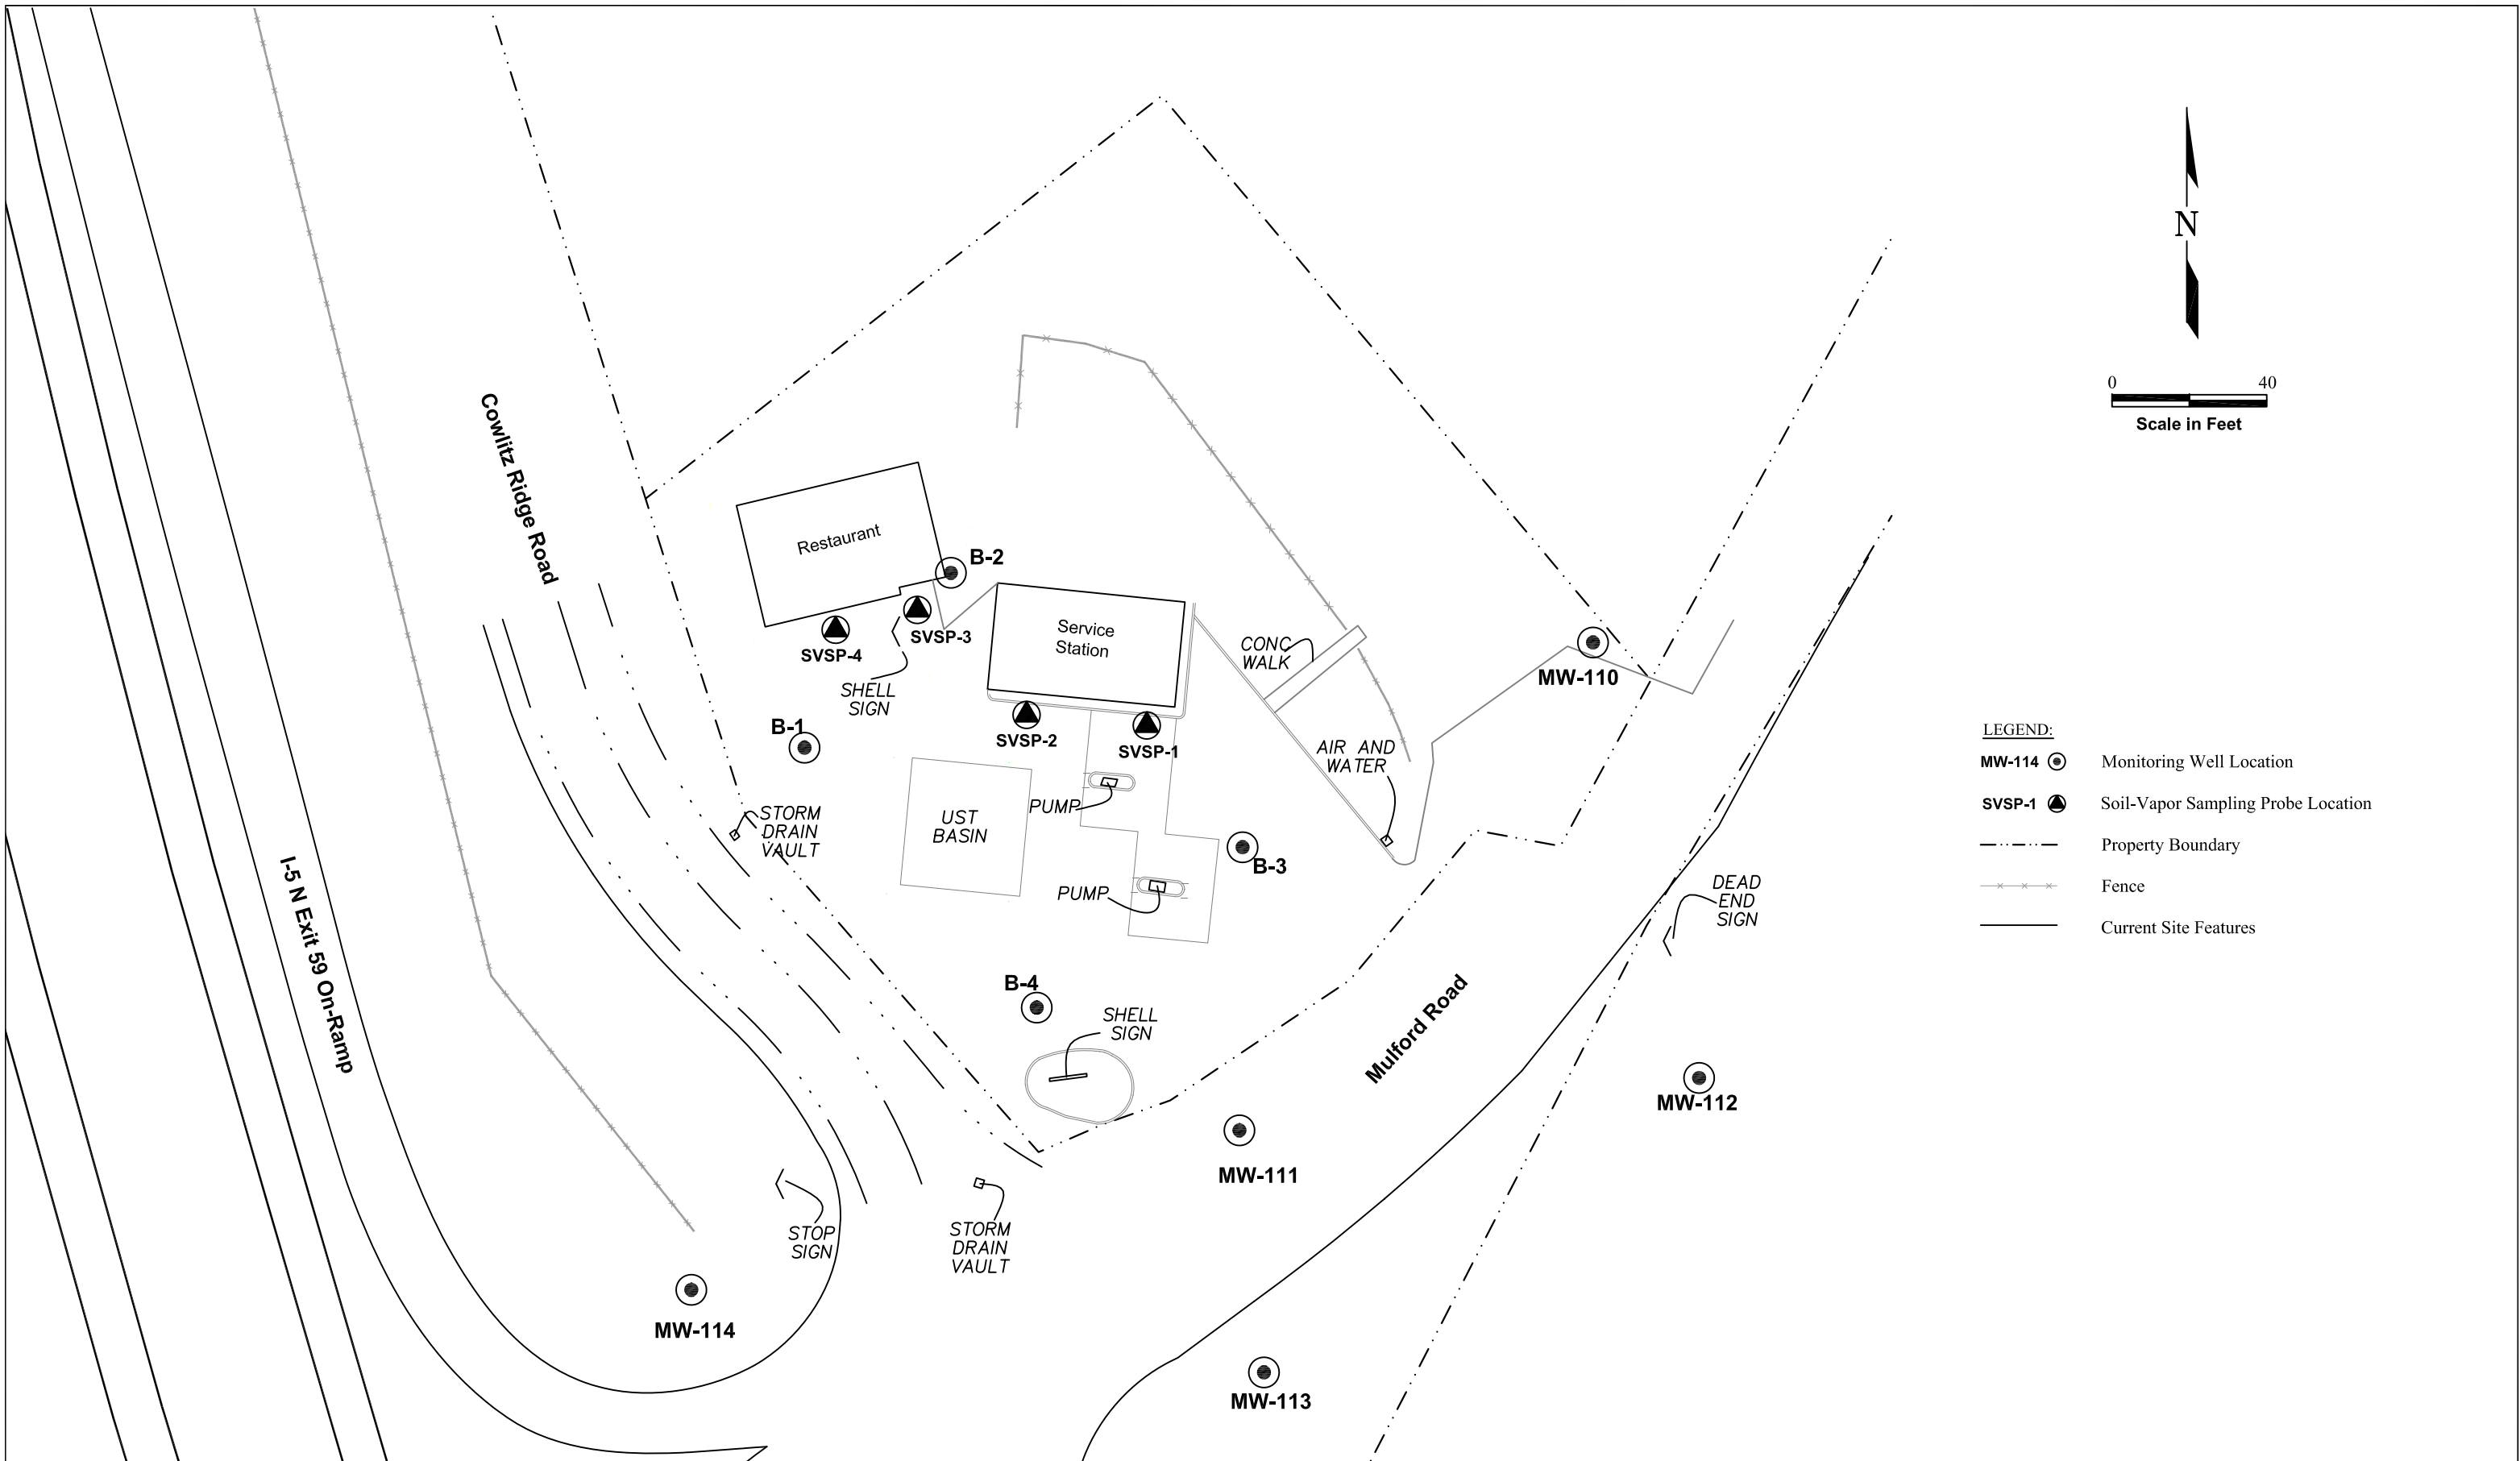 N
0 40
Scale in Feet
Cowlitz Ridge Road
Restaurant
B-2
Service
Station
SVSP-3
SVSP-4
CONC
WALK
MW-110
SHELL
SIGN
B-1
SVSP-2
SVSP-1
AIR AND
WATER
LEGEND:
MW-114 Monitoring Well Location
SVSP-1 Soil-Vapor Sampling Probe Location
Property Boundary
Fence
Current Site Features
PUMP
STORM
DRAIN
VAULT
UST
BASIN
B-3
PUMP
DEAD
END
SIGN
I-5 N Exit 59 On-Ramp
B-4
SHELL
SIGN
Mulford Road
MW-112
MW-111
STOP
SIGN
STORM
DRAIN
VAULT
MW-114
MW-113